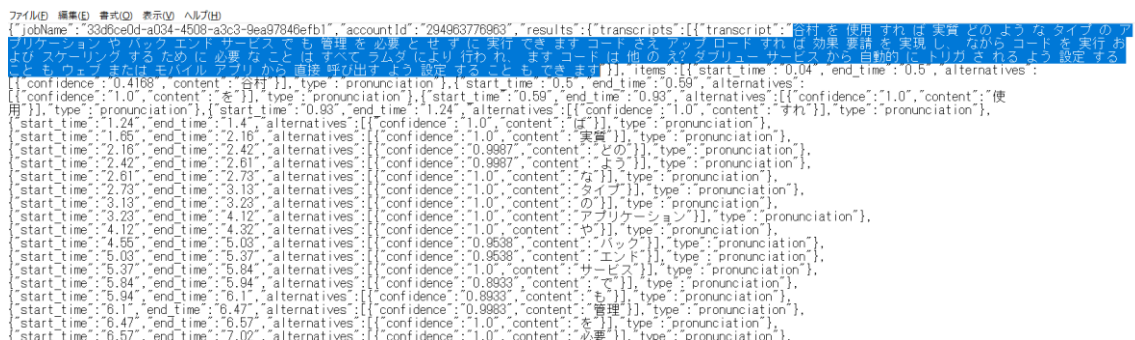 ファイル(F) 編集(E) 書式(O) 表示(V) ヘルプ(H)
{"jobName":"33d6ce0d-a034-4508-a3c3-9ea97846efb1","accountId":"294963776963","results":{"transcripts":[{"transcript":"谷村 を 使用 すれ ば 実質 どの よう な タイプ の ア
プリケーション や バック エンド サービス で も 管理 を 必要 と せ ず に 実行 でき ます コード さえ アップ ロード すれ ば 効果 要請 を 実現 し 、 ながら コード を 実行 お
よび スケーリング する ため に 必要 な こと は すべて ラムダ により 行わ れ 、 ます コード は 他 の え? ダブリュー サービス から 自動 的 に トリガ さ れる よう 設定 する
こと も ウェブ または モバイル アプリ から 直接 呼び出す よう 設定 する こと も でき ます"}],"items":[{"start_time":"0.04","end_time":"0.5","alternatives":
[{"confidence":"0.4168","content":"谷村"}],"type":"pronunciation"},{"start_time":"0.5","end_time":"0.59","alternatives":
[{"confidence":"1.0","content":"を"}],"type":"pronunciation"},{"start_time":"0.59","end_time":"0.93","alternatives":[{"confidence":"1.0","content":"使
用"}],"type":"pronunciation"},{"start_time":"0.93","end_time":"1.24","alternatives":[{"confidence":"1.0","content":"すれ"}],"type":"pronunciation"},
{"start_time":"1.24","end_time":"1.4","alternatives":[{"confidence":"1.0","content":"ば"}],"type":"pronunciation"},
{"start_time":"1.65","end_time":"2.16","alternatives":[{"confidence":"1.0","content":"実質"}],"type":"pronunciation"},
{"start_time":"2.16","end_time":"2.42","alternatives":[{"confidence":"0.9987","content":"どの"}],"type":"pronunciation"},
{"start_time":"2.42","end_time":"2.61","alternatives":[{"confidence":"0.9987","content":"よう"}],"type":"pronunciation"},
{"start_time":"2.61","end_time":"2.73","alternatives":[{"confidence":"1.0","content":"な"}],"type":"pronunciation"},
{"start_time":"2.73","end_time":"3.13","alternatives":[{"confidence":"1.0","content":"タイプ"}],"type":"pronunciation"},
{"start_time":"3.13","end_time":"3.23","alternatives":[{"confidence":"1.0","content":"の"}],"type":"pronunciation"},
{"start_time":"3.23","end_time":"4.12","alternatives":[{"confidence":"1.0","content":"アプリケーション"}],"type":"pronunciation"},
{"start_time":"4.12","end_time":"4.32","alternatives":[{"confidence":"1.0","content":"や"}],"type":"pronunciation"},
{"start_time":"4.55","end_time":"5.03","alternatives":[{"confidence":"0.9538","content":"バック"}],"type":"pronunciation"},
{"start_time":"5.03","end_time":"5.37","alternatives":[{"confidence":"0.9538","content":"エンド"}],"type":"pronunciation"},
{"start_time":"5.37","end_time":"5.84","alternatives":[{"confidence":"1.0","content":"サービス"}],"type":"pronunciation"},
{"start_time":"5.84","end_time":"5.94","alternatives":[{"confidence":"0.8933","content":"で"}],"type":"pronunciation"},
{"start_time":"5.94","end_time":"6.1","alternatives":[{"confidence":"0.8933","content":"も"}],"type":"pronunciation"},
{"start_time":"6.1","end_time":"6.47","alternatives":[{"confidence":"0.9983","content":"管理"}],"type":"pronunciation"},
{"start_time":"6.47","end_time":"6.57","alternatives":[{"confidence":"1.0","content":"を"}],"type":"pronunciation"},
{"start_time":"6.57","end_time":"7.02","alternatives":[{"confidence":"1.0","content":"必要"}],"type":"pronunciation"},